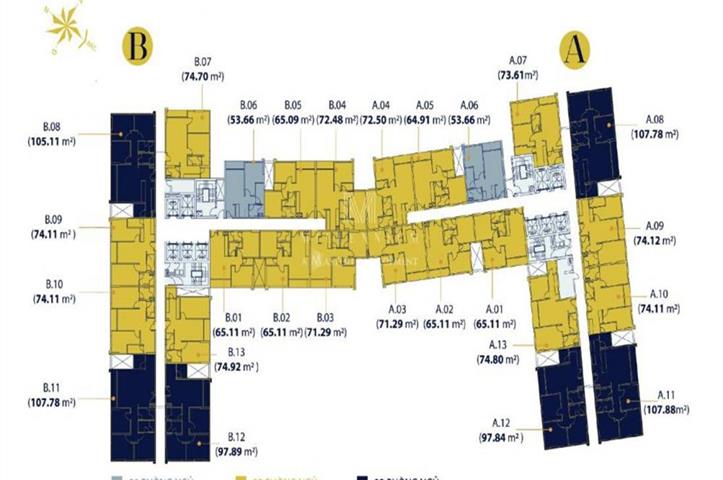 B
A
B.07
(74.70 m²)
B.06
(53.66 m²)
B.05
(65.09 m²)
B.04
(72.48 m²)
A.04
(72.50 m²)
A.05
(64.91 m²)
A.06
(53.66 m²)
A.07
(73.61 m²)
B.08
(105.11 m²)
A.08
(107.78 m²)
B.09
(74.11 m²)
A.09
(74.12 m²)
B.10
(74.11 m²)
A.10
(74.11 m²)
B.01
(65.11 m²)
B.02
(65.11 m²)
B.03
(71.29 m²)
A.03
(71.29 m²)
A.02
(65.11 m²)
A.01
(65.11 m²)
B.13
(74.92 m²)
A.13
(74.80 m²)
B.11
(107.78 m²)
A.11
(107.88 m²)
B.12
(97.89 m²)
A.12
(97.84 m²)